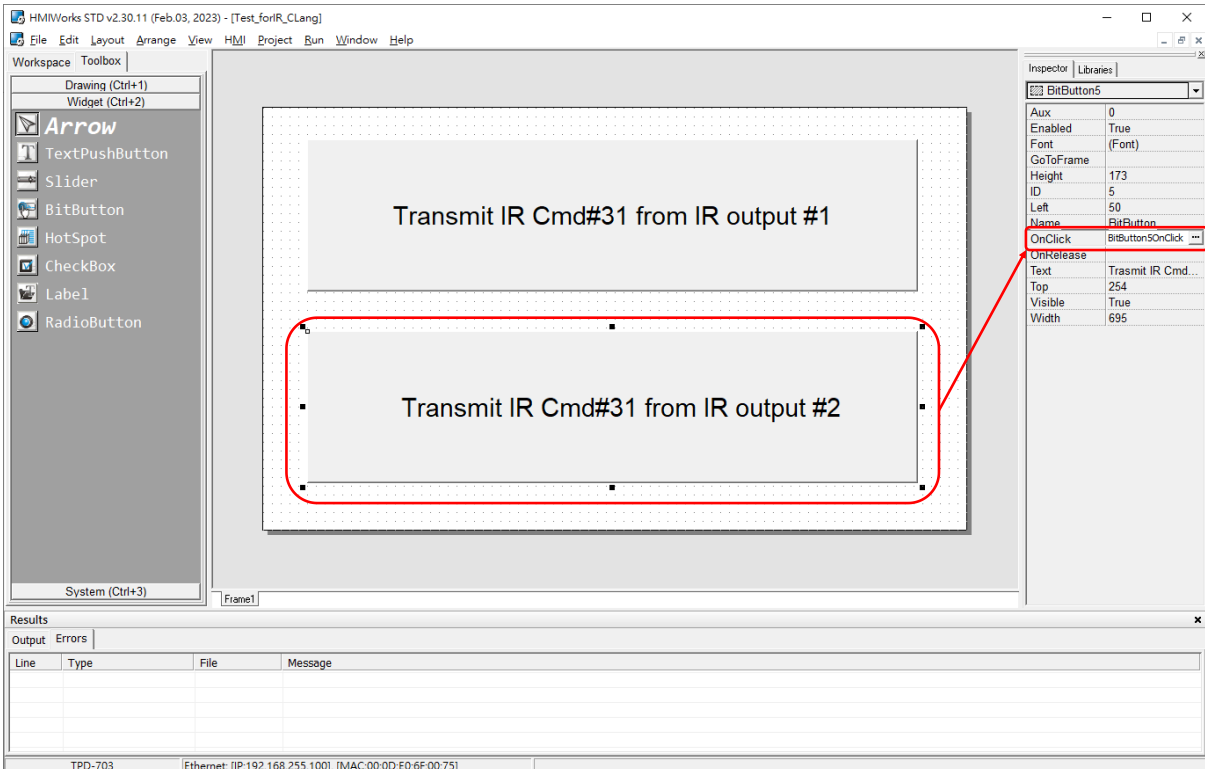 HMIWorks STD v2.30.11 (Feb.03, 2023) - [Test_forIR_CLang]
File Edit Layout Arrange View HMI Project Run Window Help
Workspace Toolbox
Drawing (Ctrl+1)
Widget (Ctrl+2)
Arrow
T TextPushButton
Slider
BitButton
HotSpot
CheckBox
Label
RadioButton
System (Ctrl+3)
Transmit IR Cmd#31 from IR output #1
Transmit IR Cmd#31 from IR output #2
Frame1
Inspector Libraries
BitButton5
Aux 0
Enabled True
Font (Font)
GoToFrame
Height 173
ID 5
Left 50
Name BitButton
OnClick BitButton5OnClick ...
OnRelease
Text Trasmit IR Cmd...
Top 254
Visible True
Width 695
Results
Output Errors
Line Type File Message
TPD-703 Ethernet: [IP:192.168.255.100], [MAC:00:0D:E0:6F:00:75]